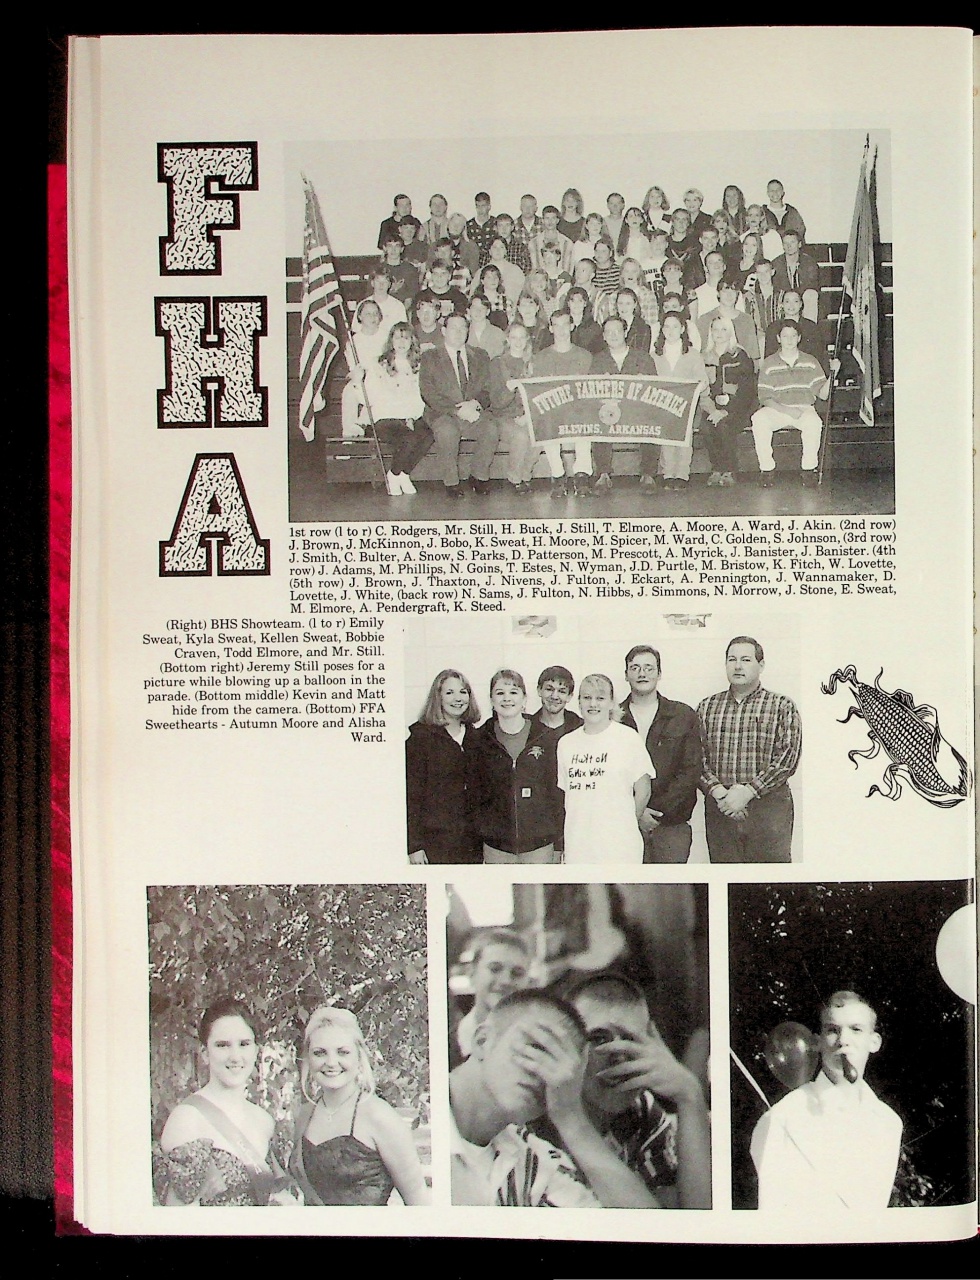 F
H
A
FUTURE FARMERS OF AMERICA
BLEVINS, ARKANSAS
1st row (l to r) C. Rodgers, Mr. Still, H. Buck, J. Still, T. Elmore, A. Moore, A. Ward, J. Akin. (2nd row)
J. Brown, J. McKinnon, J. Bobo, K. Sweat, H. Moore, M. Spicer, M. Ward, C. Golden, S. Johnson, (3rd row)
J. Smith, C. Bulter, A. Snow, S. Parks, D. Patterson, M. Prescott, A. Myrick, J. Banister, J. Banister. (4th
row) J. Adams, M. Phillips, N. Goins, T. Estes, N. Wyman, J.D. Purtle, M. Bristow, K. Fitch, W. Lovette,
(5th row) J. Brown, J. Thaxton, J. Nivens, J. Fulton, J. Eckart, A. Pennington, J. Wannamaker, D.
Lovette, J. White, (back row) N. Sams, J. Fulton, N. Hibbs, J. Simmons, N. Morrow, J. Stone, E. Sweat,
M. Elmore, A. Pendergraft, K. Steed.
(Right) BHS Showteam. (l to r) Emily
Sweat, Kyla Sweat, Kellen Sweat, Bobbie
Craven, Todd Elmore, and Mr. Still.
(Bottom right) Jeremy Still poses for a
picture while blowing up a balloon in the
parade. (Bottom middle) Kevin and Matt
hide from the camera. (Bottom) FFA
Sweethearts - Autumn Moore and Alisha
Ward.